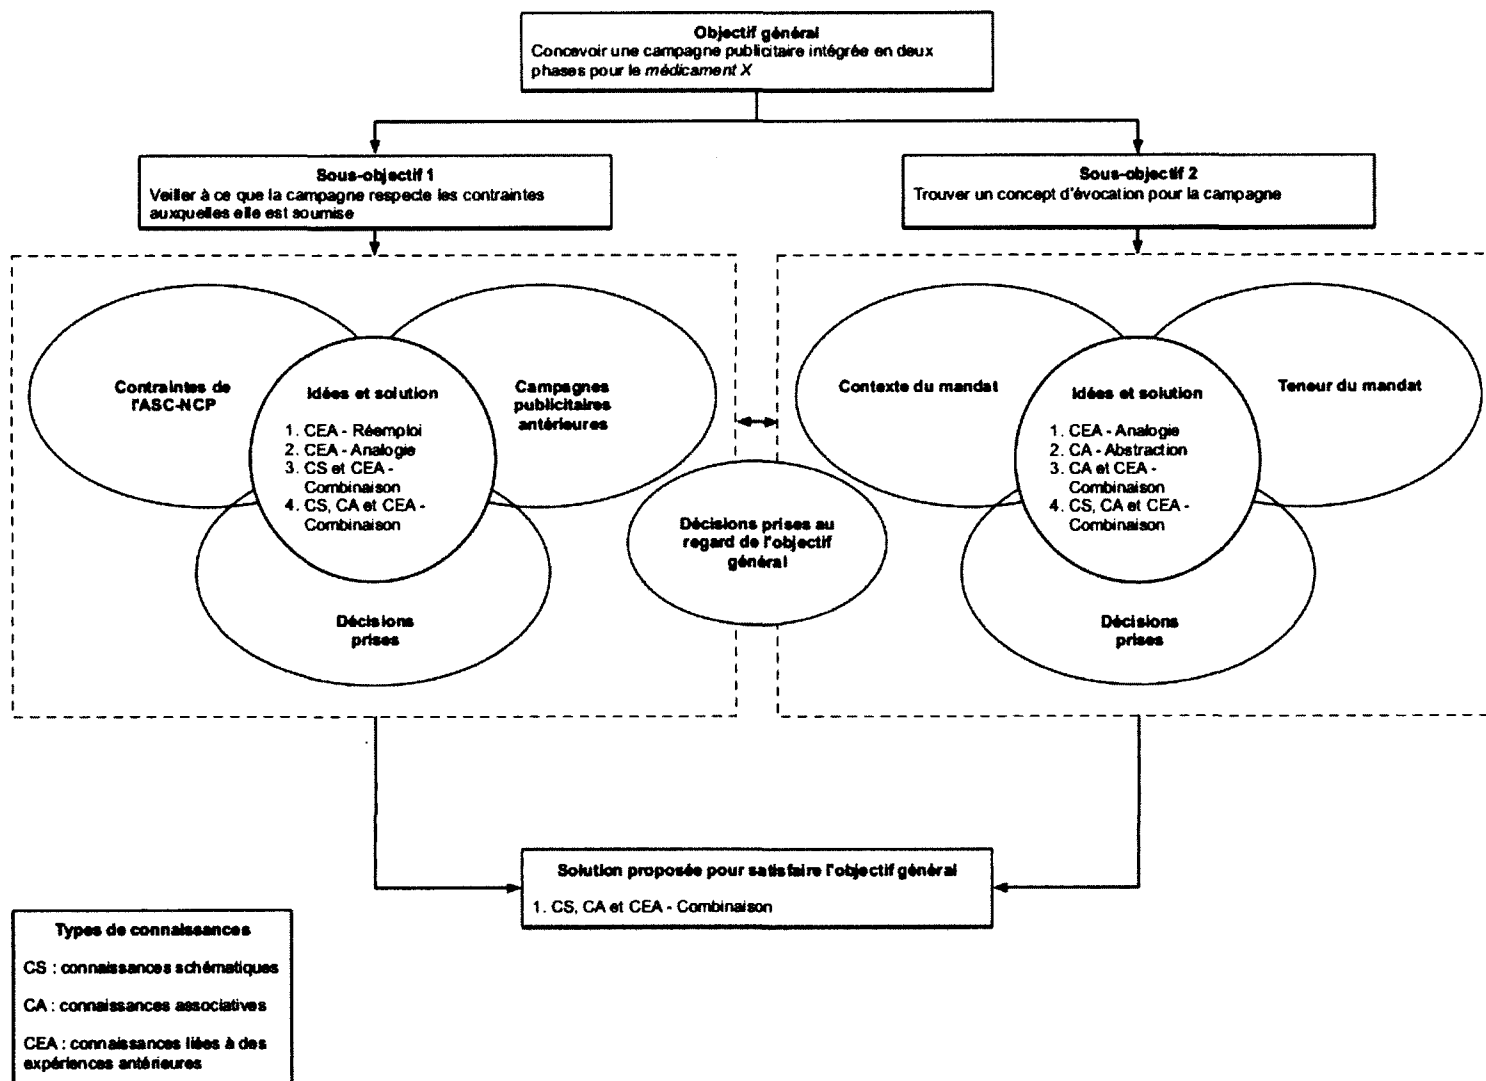 Objectif général
Concevoir une campagne publicitaire intégrée en deux
phases pour le médicament X
Sous-objectif 1
Veiller à ce que la campagne respecte les contraintes
auxquelles elle est soumise
Sous-objectif 2
Trouver un concept d'évocation pour la campagne
Contraintes de
l'ASC-NCP
Idées et solution
1. CEA - Réemploi
2. CEA - Analogie
3. CS et CEA -
Combinaison
4. CS, CA et CEA -
Combinaison
Campagnes
publicitaires
antérieures
Décisions
prises
Décisions prises au
regard de l'objectif
général
Contexte du mandat
Idées et solution
1. CEA - Analogie
2. CA - Abstraction
3. CA et CEA -
Combinaison
4. CS, CA et CEA -
Combinaison
Teneur du mandat
Décisions
prises
Solution proposée pour satisfaire l'objectif général
1. CS, CA et CEA - Combinaison
Types de connaissances
CS : connaissances schématiques
CA : connaissances associatives
CEA : connaissances liées à des
expériences antérieures